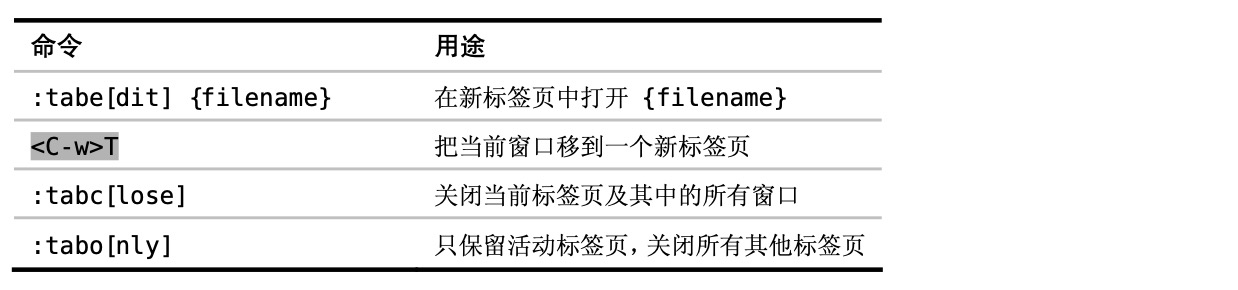 命令 用途
:tabe[dit] {filename} 在新标签页中打开 {filename}
<C-w>T 把当前窗口移到一个新标签页
:tabc[lose] 关闭当前标签页及其中的所有窗口
:tabo[nly] 只保留活动标签页，关闭所有其他标签页